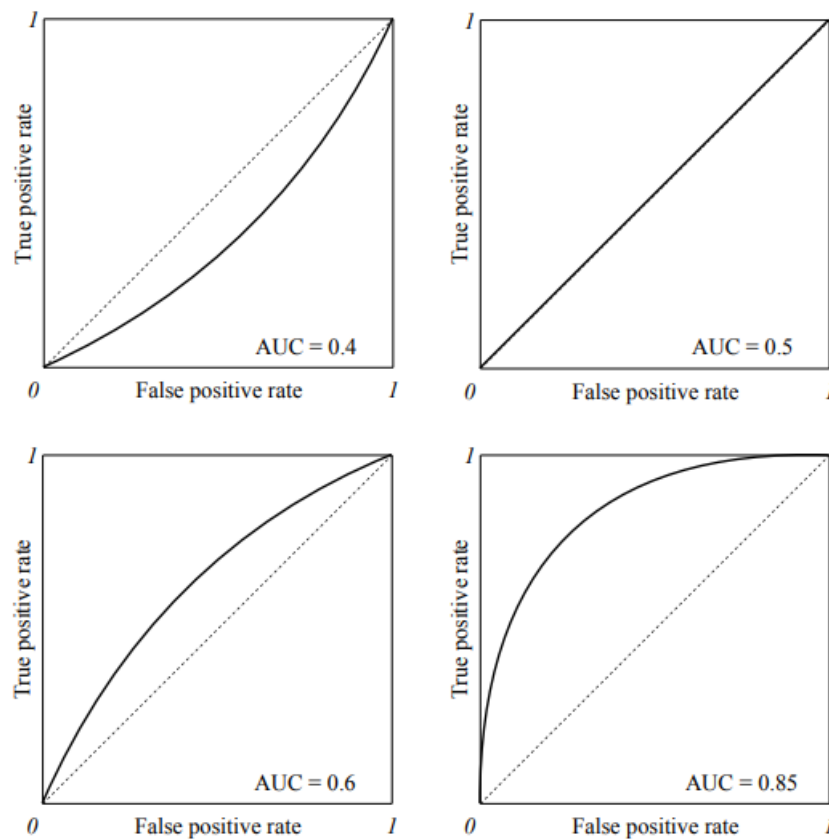 1
True positive rate
AUC = 0.4
0 False positive rate 1
1
True positive rate
AUC = 0.5
0 False positive rate 1
1
True positive rate
AUC = 0.6
0 False positive rate 1
1
True positive rate
AUC = 0.85
0 False positive rate 1